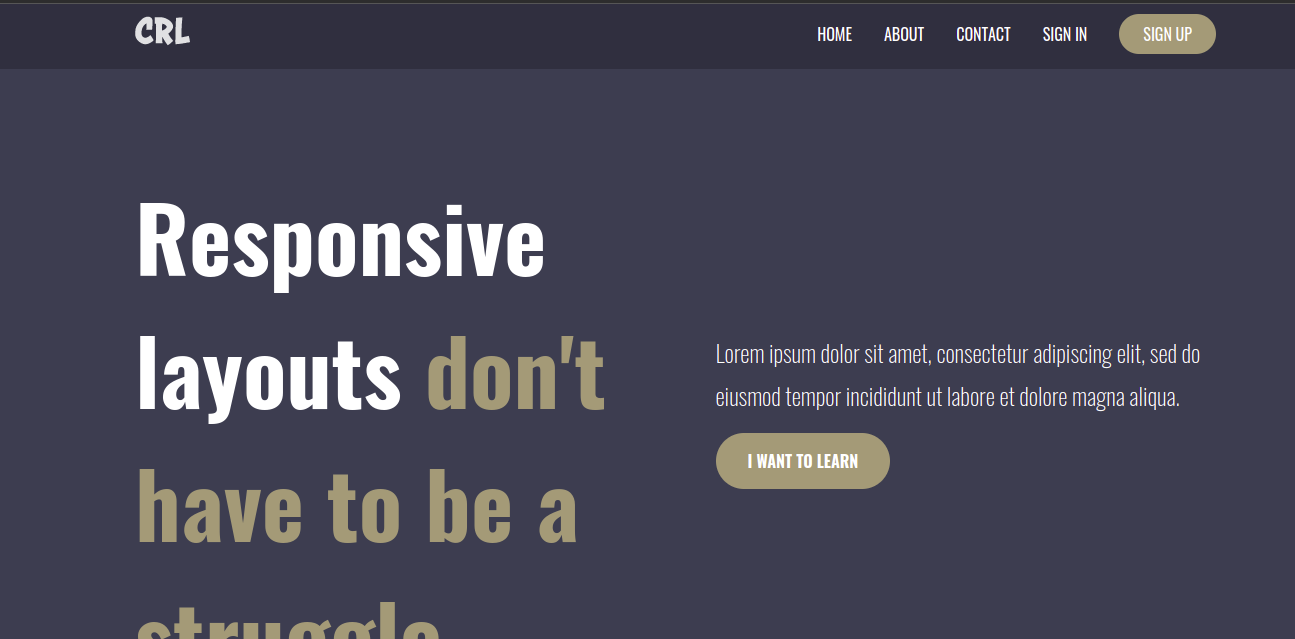 CRL
HOME ABOUT CONTACT SIGN IN SIGN UP
Responsive
layouts don't
have to be a
struggle
Lorem ipsum dolor sit amet, consectetur adipiscing elit, sed do
eiusmod tempor incididunt ut labore et dolore magna aliqua.
I WANT TO LEARN